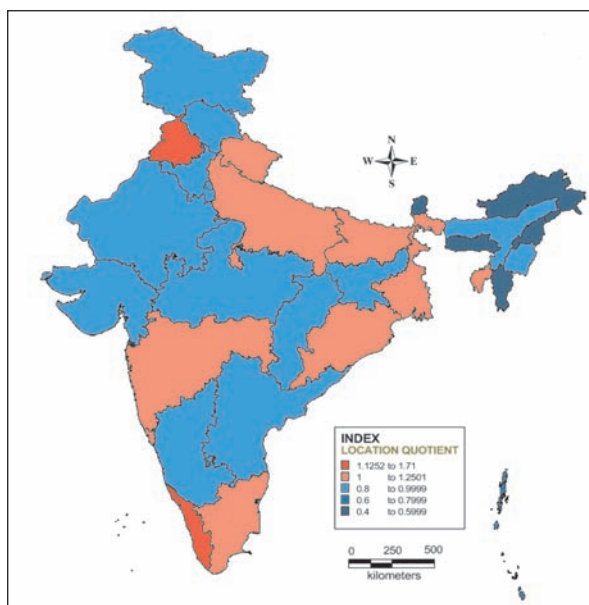 N
W E
S
INDEX
LOCATION QUOTIENT
1.1252 to 1.71
1 to 1.2501
0.8 to 0.9999
0.6 to 0.7999
0.4 to 0.5999
0 250 500
kilometers